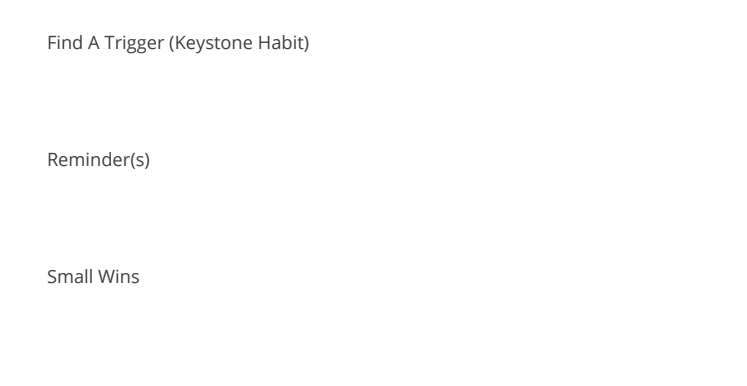 Find A Trigger (Keystone Habit)
Reminder(s)
Small Wins